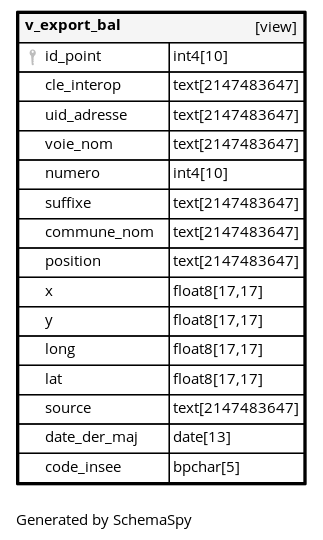 v_export_bal [view]
id_point int4[10]
cle_interop text[2147483647]
uid_adresse text[2147483647]
voie_nom text[2147483647]
numero int4[10]
suffixe text[2147483647]
commune_nom text[2147483647]
position text[2147483647]
x float8[17,17]
y float8[17,17]
long float8[17,17]
lat float8[17,17]
source text[2147483647]
date_der_maj date[13]
code_insee bpchar[5]
Generated by SchemaSpy